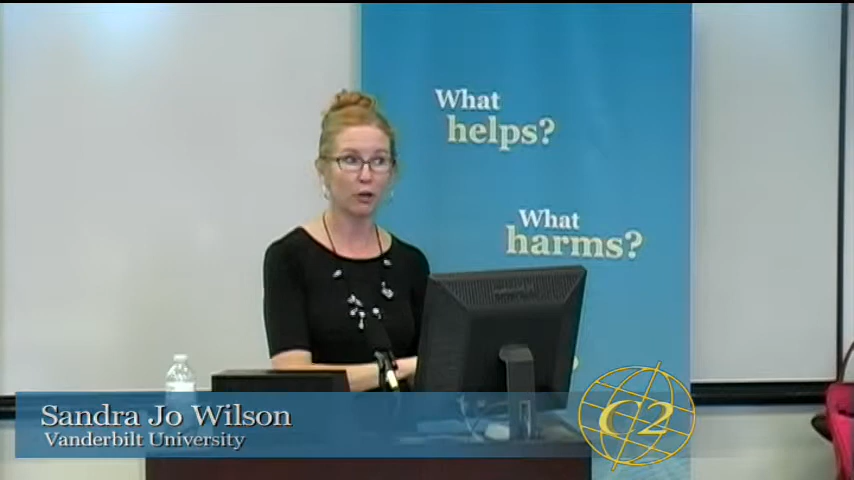 What
helps?
What
harms?
Sandra Jo Wilson
Vanderbilt University
C2